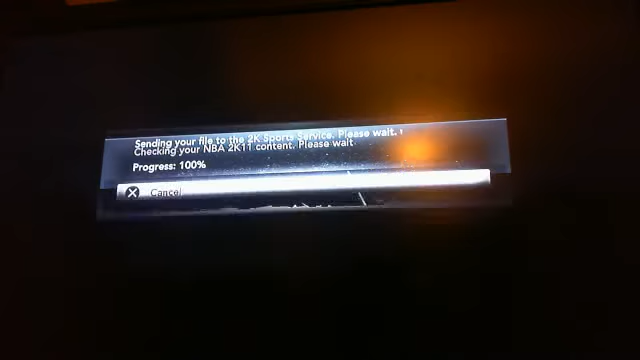 Sending your file to the 2K Sports Service. Please wait.
Checking your NBA 2K11 content. Please wait
Progress: 100%
Cancel